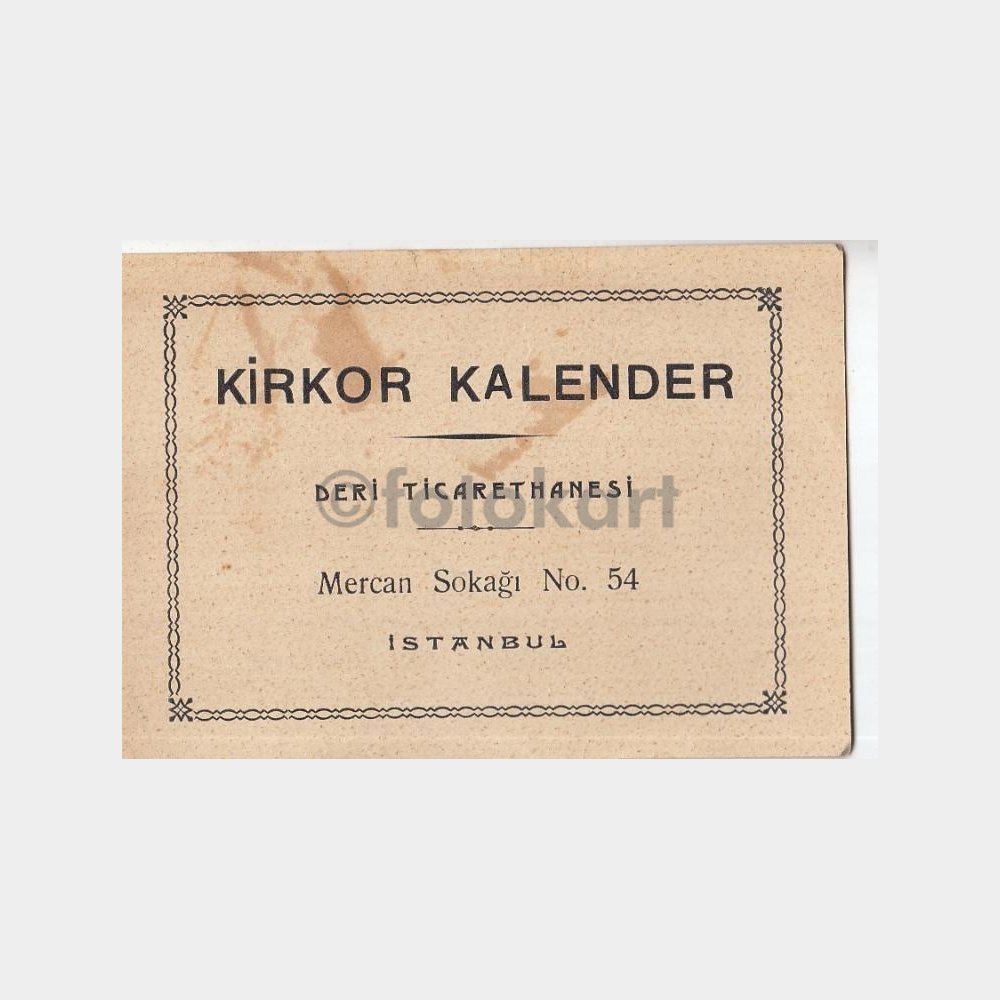 KİRKOR KALENDER
DERİ TİCARETHANESİ
©fotokart
Mercan Sokağı No. 54
İSTANBUL